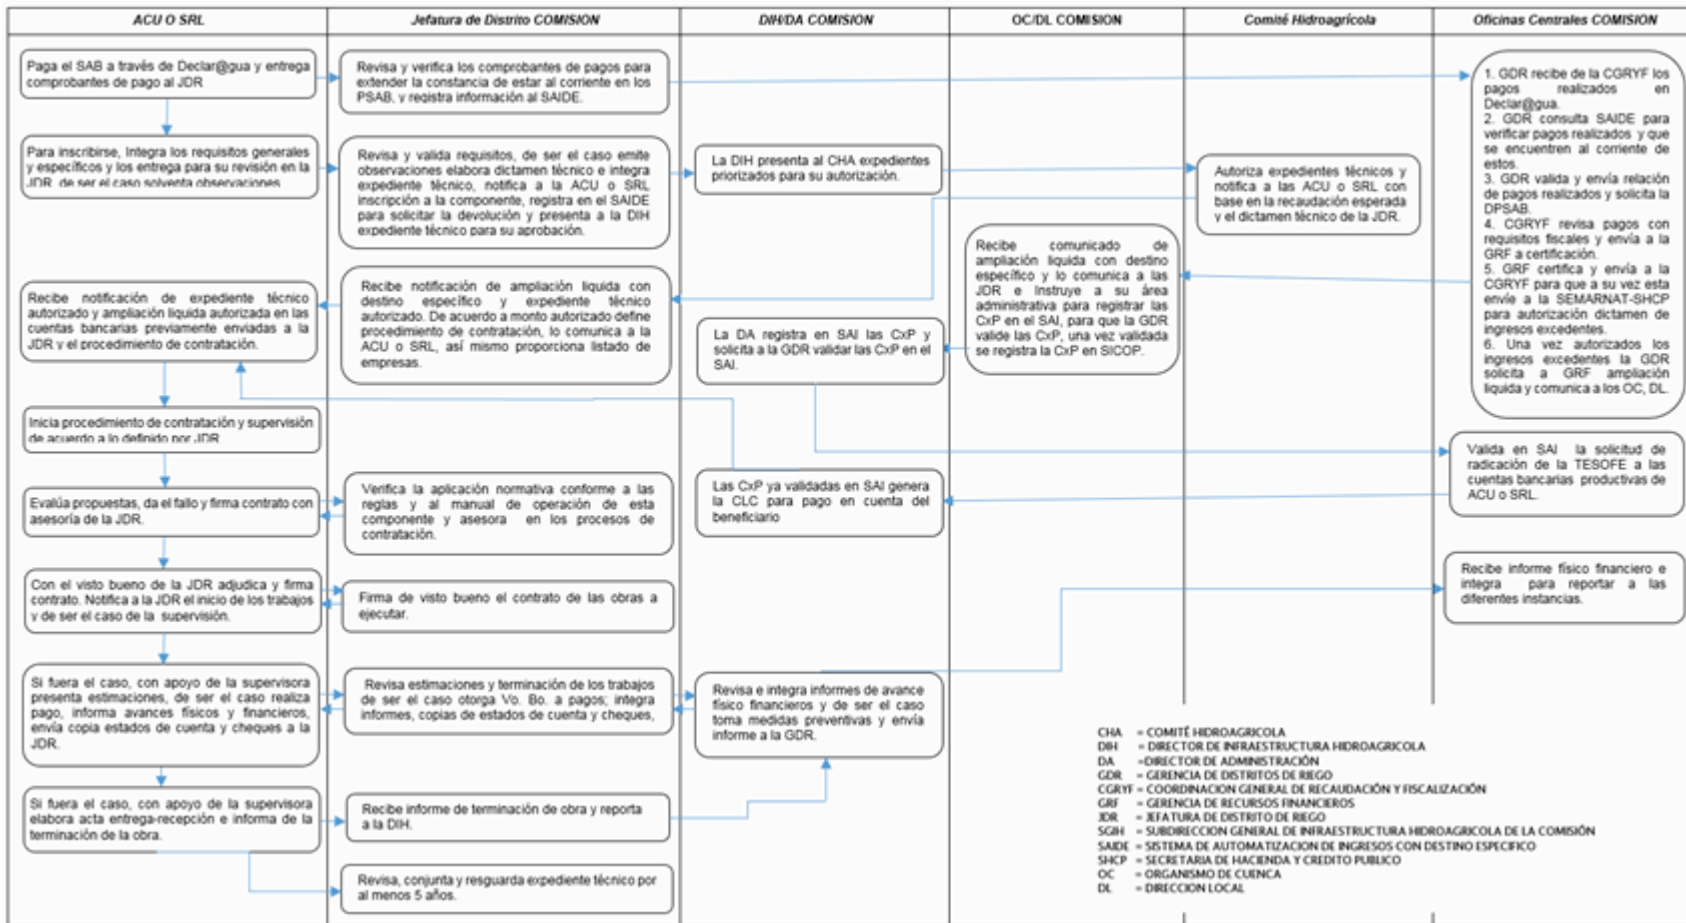 ACU O SRL
Jefatura de Distrito COMISION
DIH/DA COMISION
OC/DL COMISION
Comité Hidroagrícola
Oficinas Centrales COMISION
Paga el SAB a través de Declar@gua y entrega
comprobantes de pago al JDR
Revisa y verifica los comprobantes de pagos para
extender la constancia de estar al corriente en los
PSAB, y registra información al SAIDE.
1. GDR recibe de la CGRYF los
pagos realizados en
Declar@gua.
2. GDR consulta SAIDE para
verificar pagos realizados y que
se encuentren al corriente de
estos.
3. GDR valida y envía relación
de pagos realizados y solicita la
DPSAB.
4. CGRYF revisa pagos con
requisitos fiscales y envía a la
GRF a certificación.
5. GRF certifica y envía a la
CGRYF para que a su vez esta
envíe a la SEMARNAT-SHCP
para autorización dictamen de
ingresos excedentes.
6. Una vez autorizados los
ingresos excedentes la GDR
solicita a GRF ampliación
liquida y comunica a los OC, DL.
Para inscribirse, Integra los requisitos generales
y específicos y los entrega para su revisión en la
JDR, de ser el caso solventa observaciones
Revisa y valida requisitos, de ser el caso emite
observaciones elabora dictamen técnico e integra
expediente técnico, notifica a la ACU o SRL
inscripción a la componente, registra en el SAIDE
para solicitar la devolución y presenta a la DIH
expediente técnico para su aprobación.
La DIH presenta al CHA expedientes
priorizados para su autorización.
Autoriza expedientes técnicos y
notifica a las ACU o SRL con
base en la recaudación esperada
y el dictamen técnico de la JDR.
Recibe comunicado de
ampliación liquida con destino
específico y lo comunica a las
JDR e Instruye a su área
administrativa para registrar las
CxP en el SAI, para que la GDR
valide las CxP, una vez validada
se registra la CxP en SICOP.
Recibe notificación de expediente técnico
autorizado y ampliación liquida autorizada en las
cuentas bancarias previamente enviadas a la
JDR y el procedimiento de contratación.
Recibe notificación de ampliación liquida con
destino específico y expediente técnico
autorizado. De acuerdo a monto autorizado define
procedimiento de contratación, lo comunica a la
ACU o SRL, así mismo proporciona listado de
empresas.
La DA registra en SAI las CxP y
solicita a la GDR validar las CxP en el
SAI.
Inicia procedimiento de contratación y supervisión
de acuerdo a lo definido por JDR
Valida en SAI la solicitud de
radicación de la TESOFE a las
cuentas bancarias productivas de
ACU o SRL.
Evalúa propuestas, da el fallo y firma contrato con
asesoría de la JDR.
Verifica la aplicación normativa conforme a las
reglas y al manual de operación de esta
componente y asesora en los procesos de
contratación.
Las CxP ya validadas en SAI genera
la CLC para pago en cuenta del
beneficiario
Con el visto bueno de la JDR adjudica y firma
contrato. Notifica a la JDR el inicio de los trabajos
y de ser el caso de la supervisión.
Firma de visto bueno el contrato de las obras a
ejecutar.
Recibe informe físico financiero e
integra para reportar a las
diferentes instancias.
Si fuera el caso, con apoyo de la supervisora
presenta estimaciones, de ser el caso realiza
pago, informa avances físicos y financieros,
envía copia estados de cuenta y cheques a la
JDR.
Revisa estimaciones y terminación de los trabajos
de ser el caso otorga Vo. Bo. a pagos; integra
informes, copias de estados de cuenta y cheques,
Revisa e integra informes de avance
físico financieros y de ser el caso
toma medidas preventivas y envía
informe a la GDR.
Si fuera el caso, con apoyo de la supervisora
elabora acta entrega-recepción e informa de la
terminación de la obra.
Recibe informe de terminación de obra y reporta
a la DIH.
Revisa, conjunta y resguarda expediente técnico por
al menos 5 años.
CHA = COMITÉ HIDROAGRICOLA
DIH = DIRECTOR DE INFRAESTRUCTURA HIDROAGRICOLA
DA =DIRECTOR DE ADMINISTRACIÓN
GDR = GERENCIA DE DISTRITOS DE RIEGO
CGRYF = COORDINACION GENERAL DE RECAUDACIÓN Y FISCALIZACIÓN
GRF = GERENCIA DE RECURSOS FINANCIEROS
JDR = JEFATURA DE DISTRITO DE RIEGO
SGIH = SUBDIRECCION GENERAL DE INFRAESTRUCTURA HIDROAGRICOLA DE LA COMISIÓN
SAIDE = SISTEMA DE AUTOMATIZACION DE INGRESOS CON DESTINO ESPECIFICO
SHCP = SECRETARIA DE HACIENDA Y CREDITO PUBLICO
OC = ORGANISMO DE CUENCA
DL = DIRECCION LOCAL